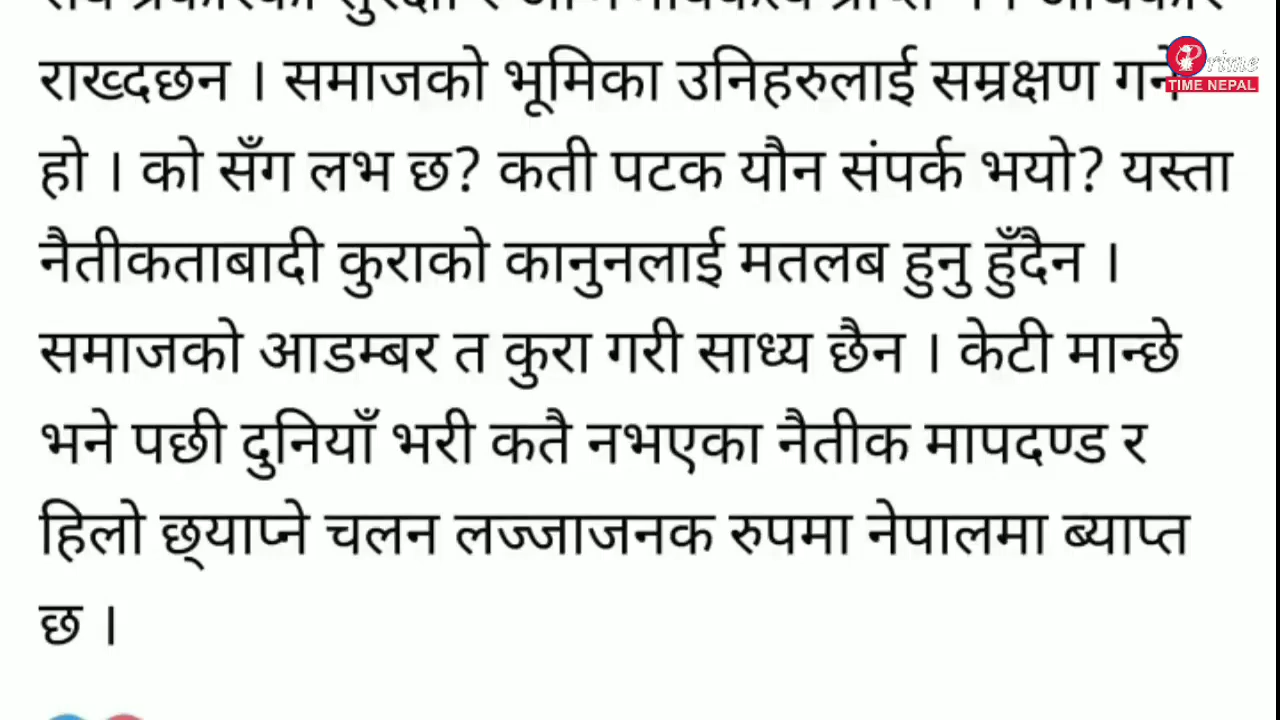 राख्दछन । समाजको भूमिका उनिहरुलाई सम्रक्षण गर्ने
हो । को सँग लभ छ? कती पटक यौन संपर्क भयो? यस्ता
नैतीकताबादी कुराको कानुनलाई मतलब हुनु हुँदैन ।
समाजको आडम्बर त कुरा गरी साध्य छैन । केटी मान्छे
भने पछी दुनियाँ भरी कतै नभएका नैतीक मापदण्ड र
हिलो छ्याप्ने चलन लज्जाजनक रुपमा नेपालमा ब्याप्त
छ ।
Prime
TIME NEPAL